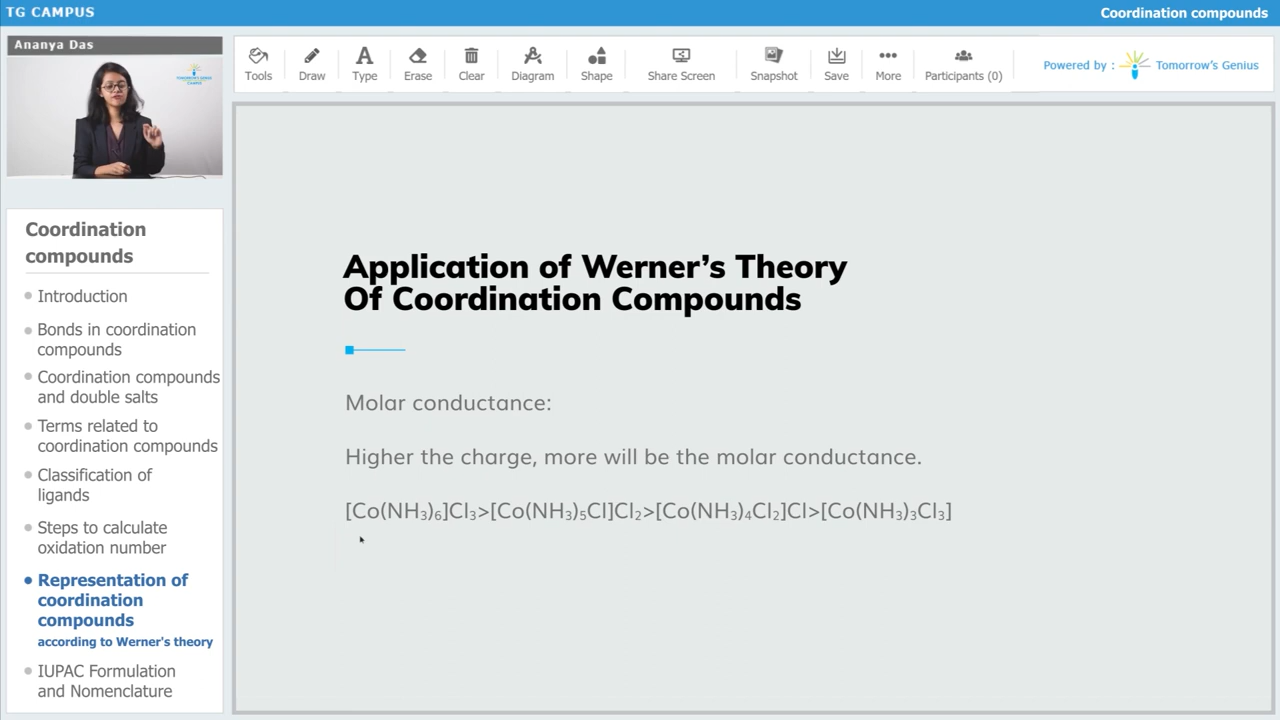 TG CAMPUS
Coordination compounds
Ananya Das
Tools
Draw
Type
Erase
Clear
Diagram
Shape
Share Screen
Snapshot
Save
More
Participants (0)
Powered by :
Tomorrow's Genius
Coordination
compounds
Introduction
Bonds in coordination
compounds
Coordination compounds
and double salts
Terms related to
coordination compounds
Classification of
ligands
Steps to calculate
oxidation number
Representation of
coordination
compounds
according to Werner's theory
IUPAC Formulation
and Nomenclature
Application of Werner’s Theory
Of Coordination Compounds
Molar conductance:
Higher the charge, more will be the molar conductance.
[Co(NH₃)₆]Cl₃>[Co(NH₃)₅Cl]Cl₂>[Co(NH₃)₄Cl₂]Cl>[Co(NH₃)₃Cl₃]